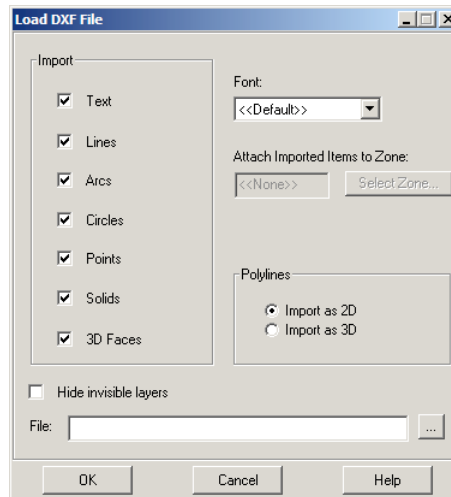 Load DXF File
Import
Text
Lines
Arcs
Circles
Points
Solids
3D Faces
Font:
<<Default>>
Attach Imported Items to Zone:
<<None>>
Select Zone...
Polylines
Import as 2D
Import as 3D
Hide invisible layers
File:
...
OK
Cancel
Help